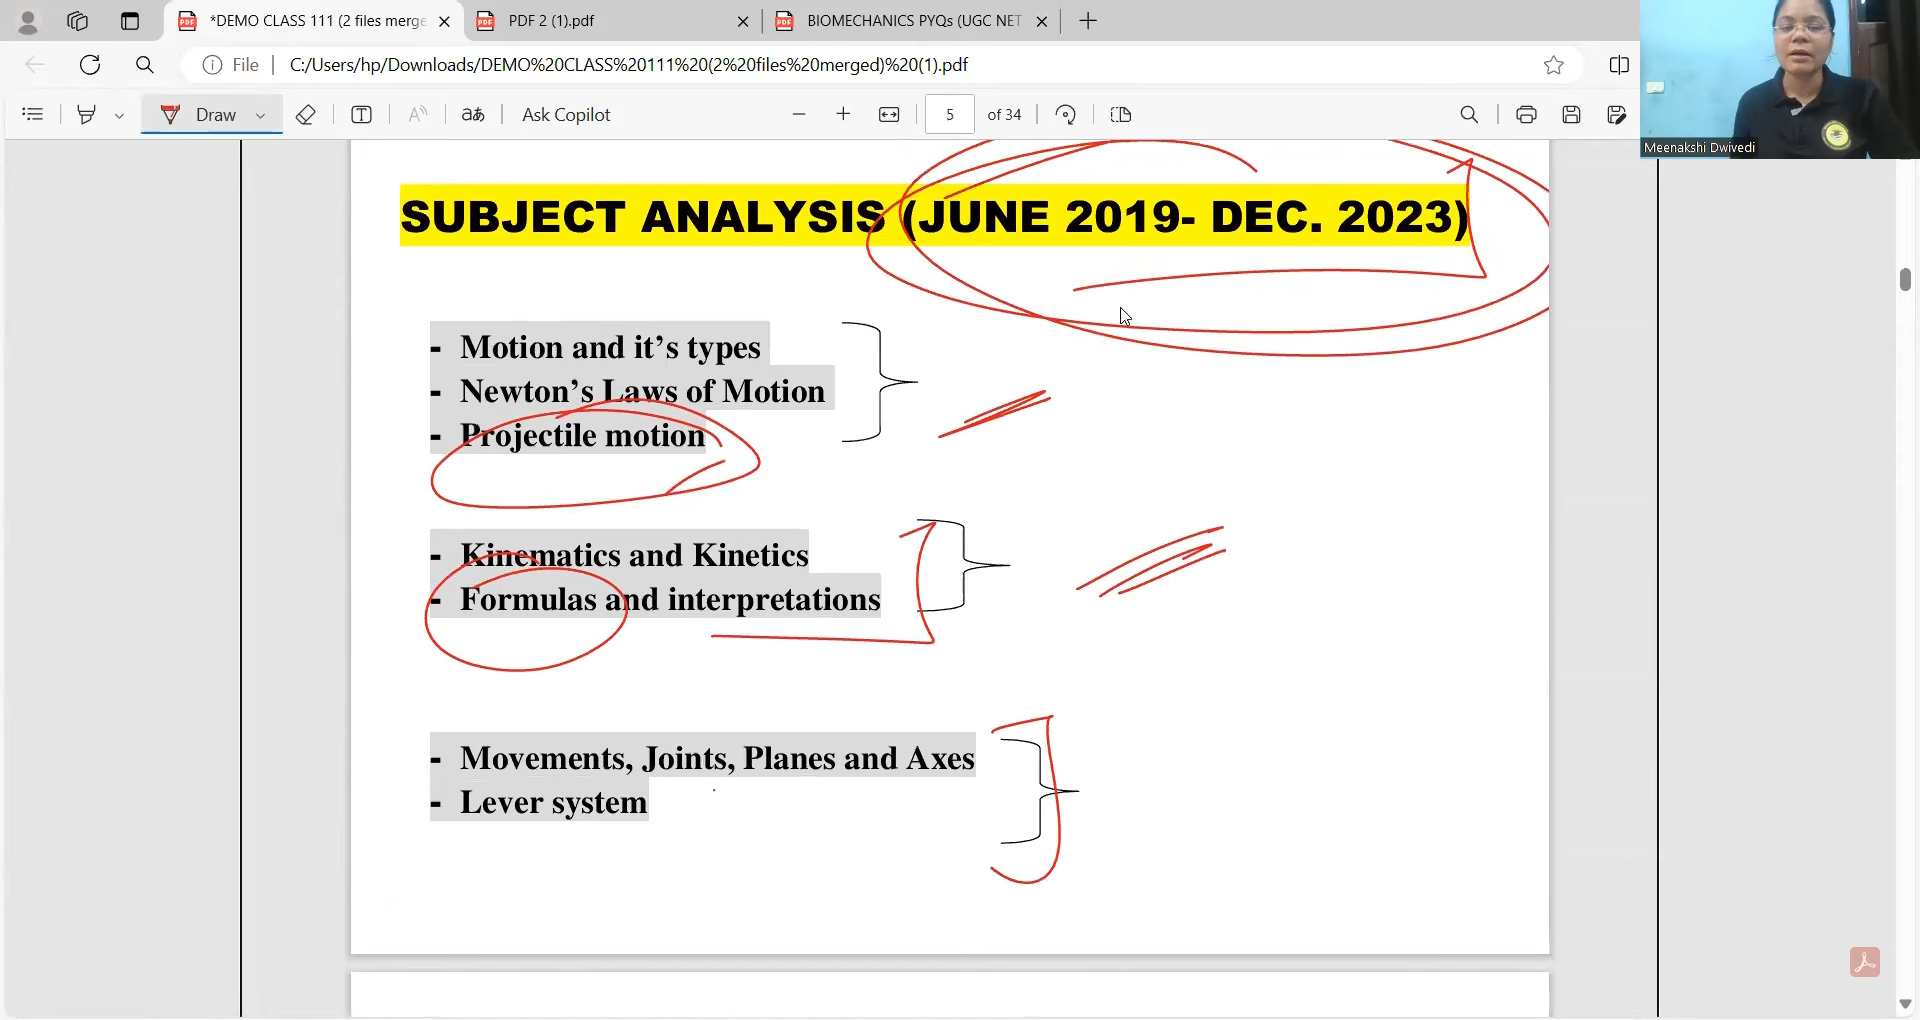 *DEMO CLASS 111 (2 files merge
PDF 2 (1).pdf
BIOMECHANICS PYQs (UGC NET
File
C:/Users/hp/Downloads/DEMO%20CLASS%20111%20(2%20files%20merged)%20(1).pdf
Draw
Ask Copilot
5 of 34
Meenakshi Dwivedi
SUBJECT ANALYSIS (JUNE 2019- DEC. 2023)
- Motion and it’s types
- Newton’s Laws of Motion
- Projectile motion
- Kinematics and Kinetics
- Formulas and interpretations
- Movements, Joints, Planes and Axes
- Lever system